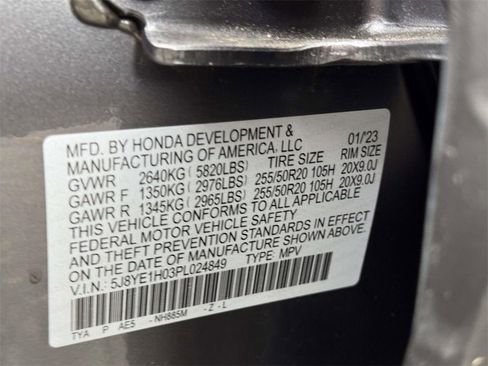 MFD. BY HONDA DEVELOPMENT &
MANUFACTURING OF AMERICA, LLC 01/23
GVWR 2640KG( 5820LBS) TIRE SIZE RIM SIZE
GAWR F 1350KG( 2976LBS) 255/50R20 105H 20X9.0J
GAWR R 1345KG( 2965LBS) 255/50R20 105H 20X9.0J
THIS VEHICLE CONFORMS TO ALL APPLICABLE
FEDERAL MOTOR VEHICLE SAFETY
AND THEFT PREVENTION STANDARDS IN EFFECT
ON THE DATE OF MANUFACTURE SHOWN ABOVE.
V.I.N.: 5J8YE1H03PL024849 TYPE: MPV
TYA P AE5 -NH885M -Z-L